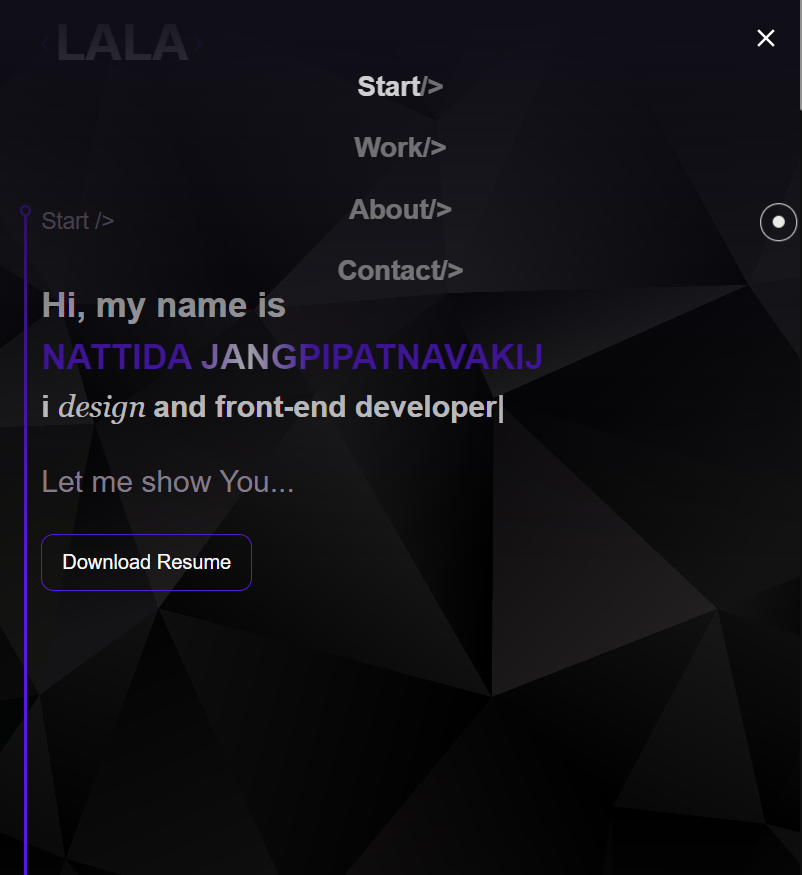 < LALA >
Start/>
Work/>
About/>
Start />
Contact/>
Hi, my name is
NATTIDA JANGPIPATNAVAKIJ
i design and front-end developer|
Let me show You...
Download Resume